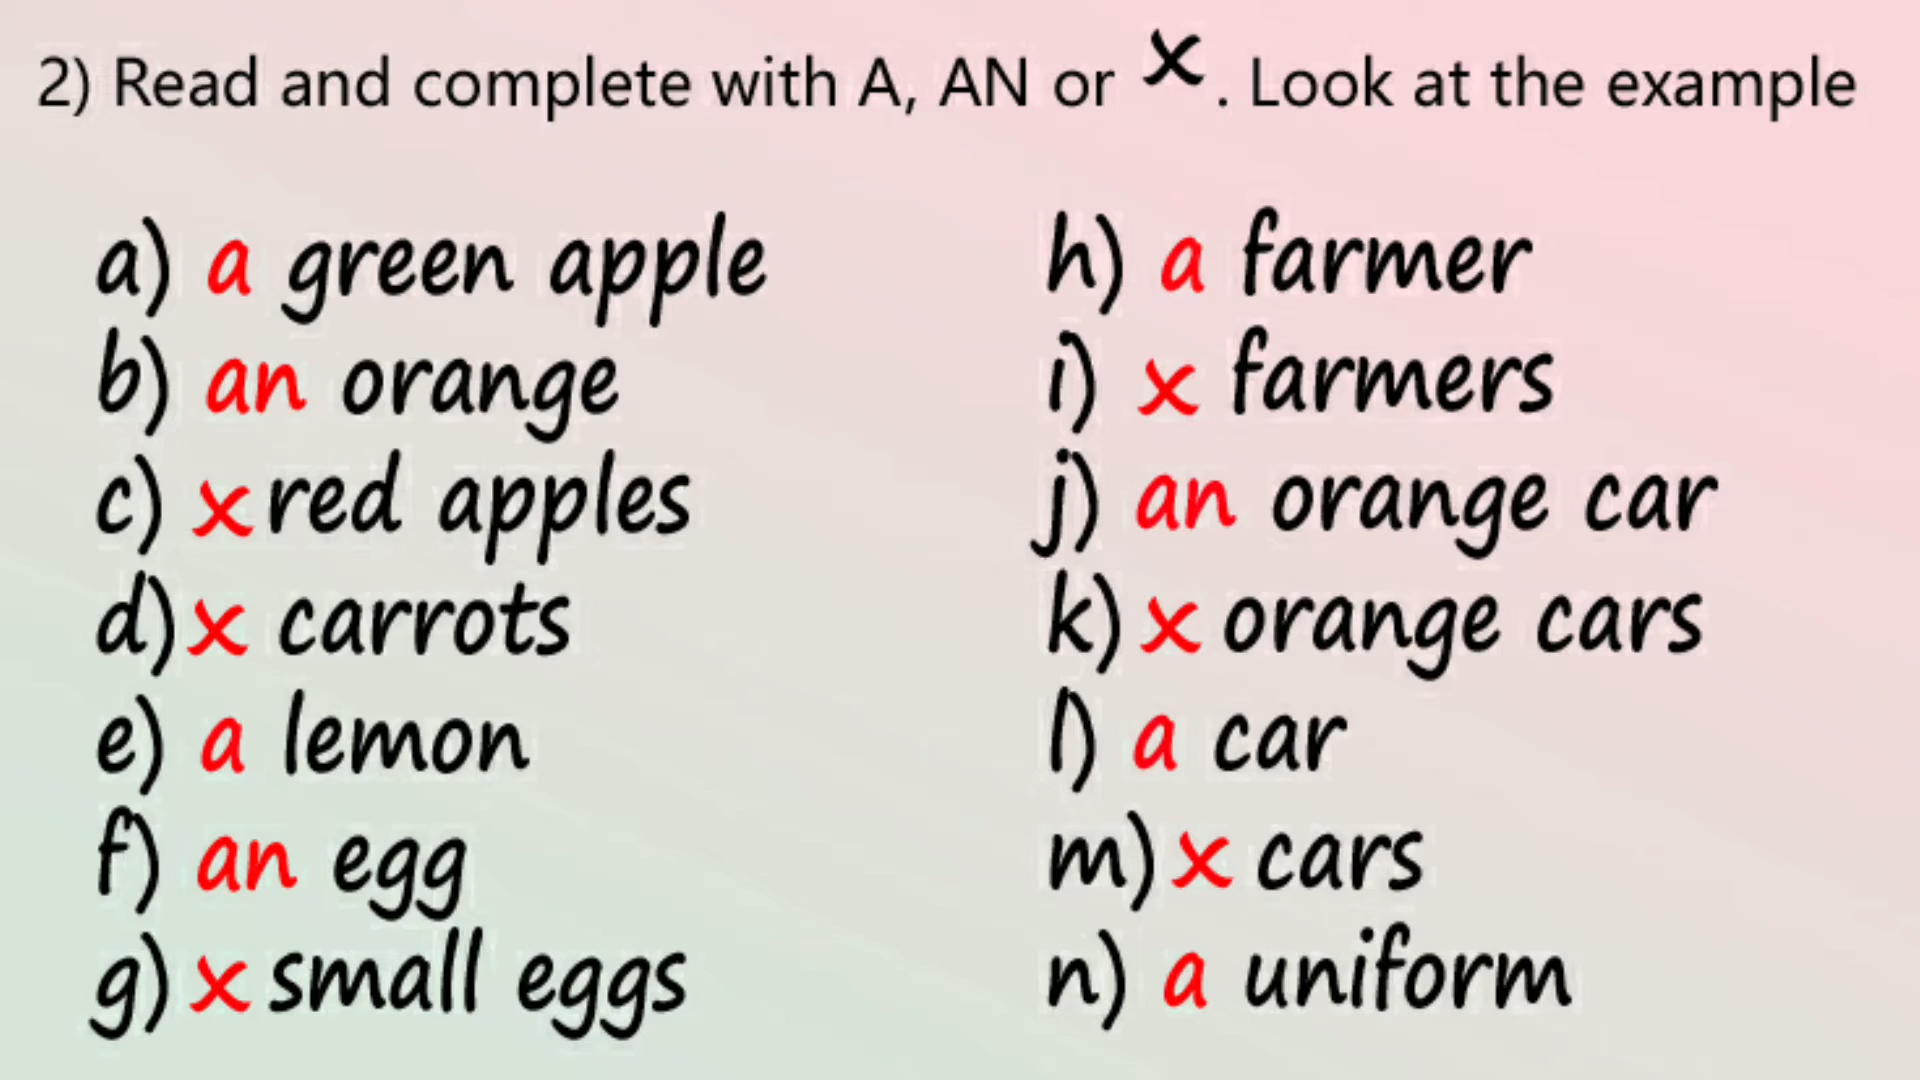 2) Read and complete with A, AN or x. Look at the example
a) a green apple
b) an orange
c) x red apples
d) x carrots
e) a lemon
f) an egg
g) x small eggs
h) a farmer
i) x farmers
j) an orange car
k) x orange cars
l) a car
m) x cars
n) a uniform